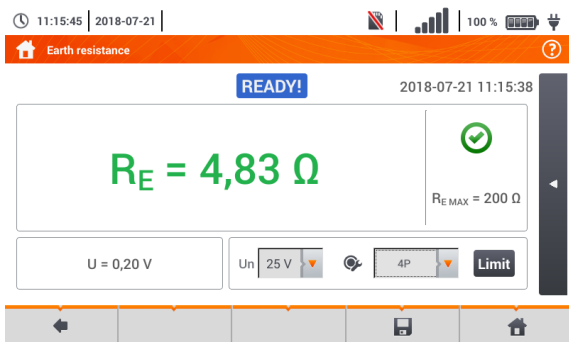 11:15:45 2018-07-21 100 %
Earth resistance ?
READY! 2018-07-21 11:15:38
RE = 4,83 Ω
RE MAX = 200 Ω
U = 0,20 V Un 25 V 4P Limit